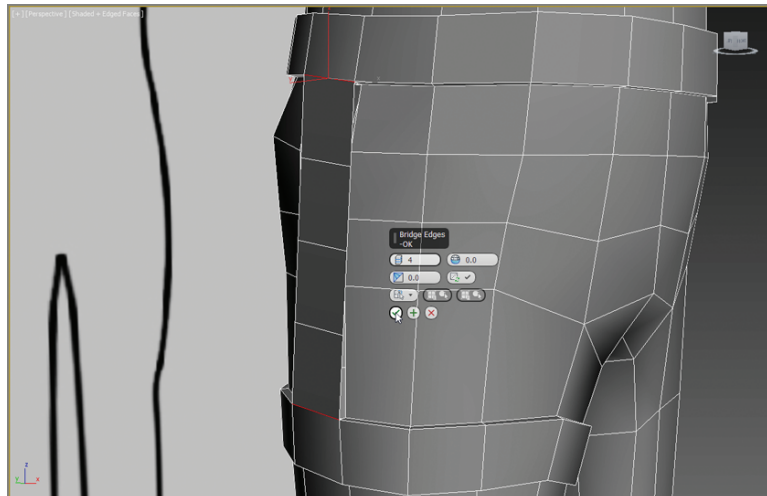 [+] [Perspective] [Shaded + Edged Faces]
Bridge Edges
-OK
4
0.0
0.0
z
x